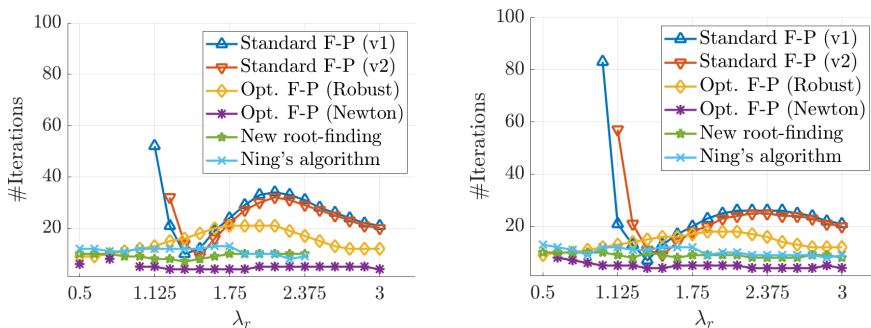 100
80
60
40
20
#Iterations
Standard F-P (v1)
Standard F-P (v2)
Opt. F-P (Robust)
Opt. F-P (Newton)
New root-finding
Ning's algorithm
0.5 1.125 1.75 2.375 3
λr
100
80
60
40
20
#Iterations
Standard F-P (v1)
Standard F-P (v2)
Opt. F-P (Robust)
Opt. F-P (Newton)
New root-finding
Ning's algorithm
0.5 1.125 1.75 2.375 3
λr